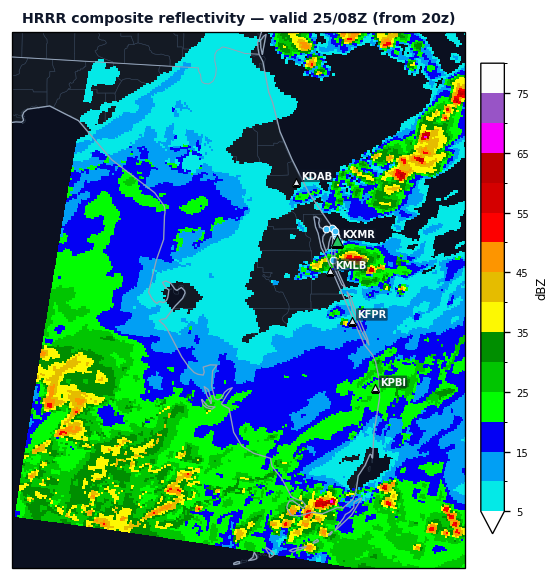 HRRR composite reflectivity — valid 25/08Z (from 20z)
KDAB
KXMR
KMLB
KFPR
KPBI
75
65
55
45
35
25
15
5
dBZ